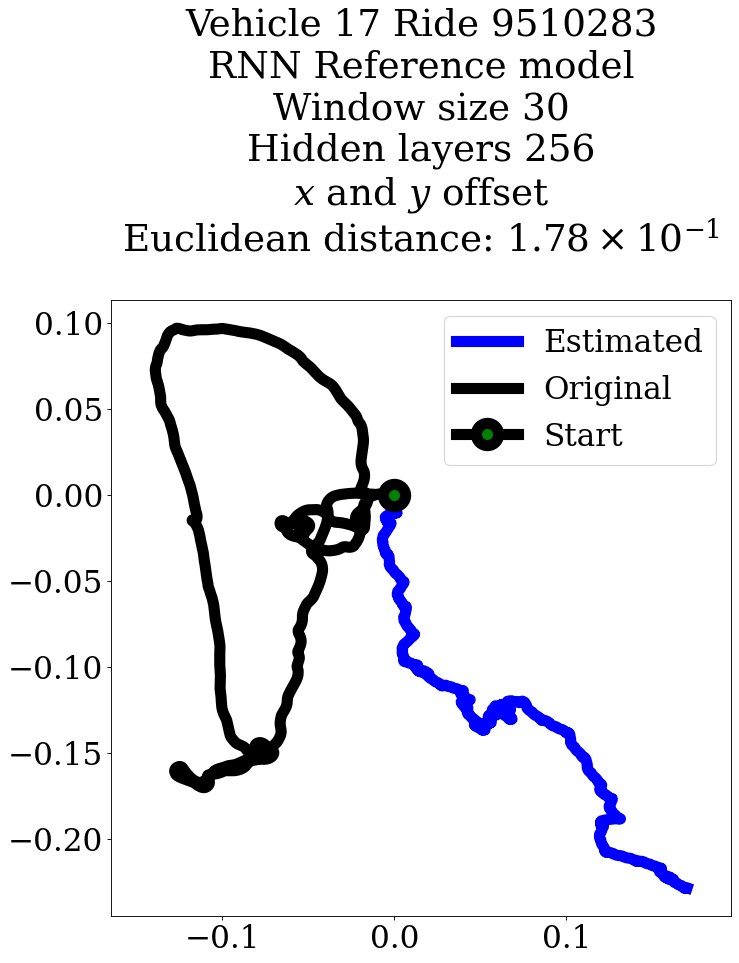 Vehicle 17 Ride 9510283
RNN Reference model
Window size 30
Hidden layers 256
x and y offset
Euclidean distance: 1.78 × 10⁻¹
Estimated
Original
Start
0.10
0.05
0.00
−0.05
−0.10
−0.15
−0.20
−0.1 0.0 0.1